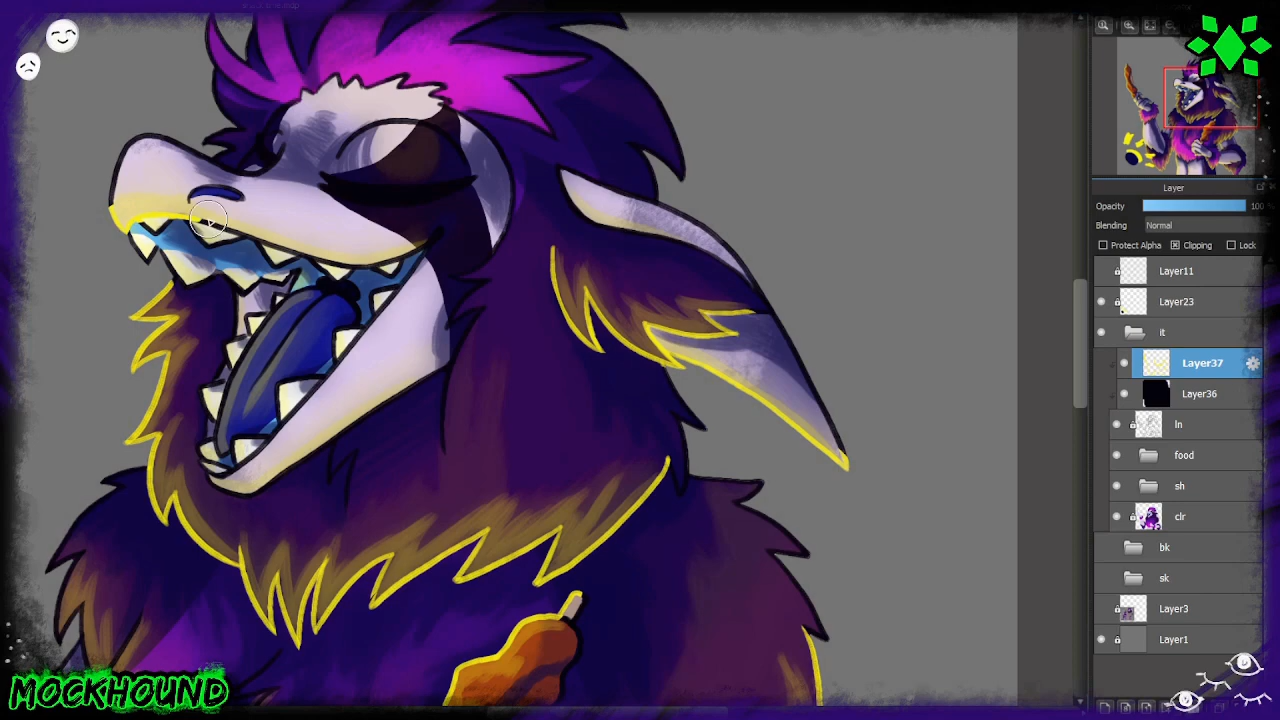 Layer
Opacity 100 %
Blending Normal
Protect Alpha Clipping Lock
Layer11
Layer23
it
Layer37
Layer36
ln
food
sh
clr
bk
sk
Layer3
Layer1
MOCKHOUND